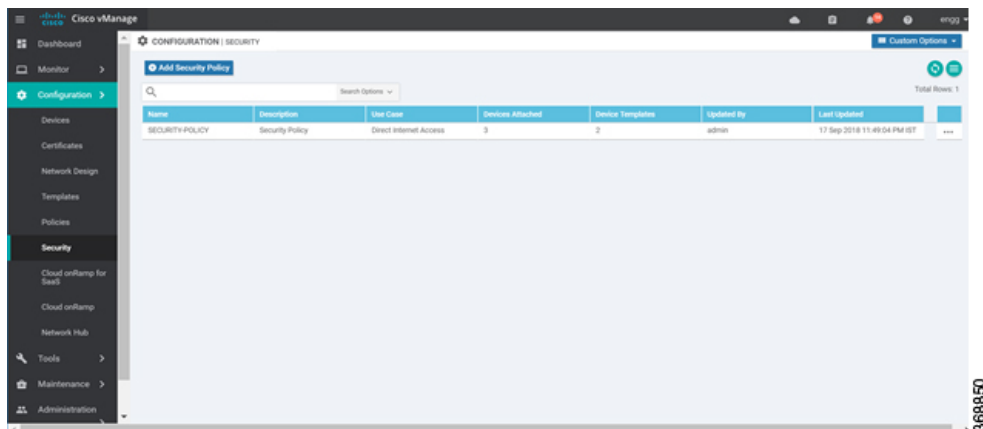 CISCO Cisco vManage
engg
Dashboard
Monitor
Configuration
Devices
Certificates
Network Design
Templates
Policies
Security
Cloud onRamp for
SaaS
Cloud onRamp
Network Hub
Tools
Maintenance
Administration
CONFIGURATION | SECURITY
Custom Options
Add Security Policy
Search Options
Total Rows: 1
Name Description Use Case Devices Attached Device Templates Updated By Last Updated
SECURITY-POLICY Security Policy Direct Internet Access 3 2 admin 17 Sep 2018 11:49:04 PM IST
368850